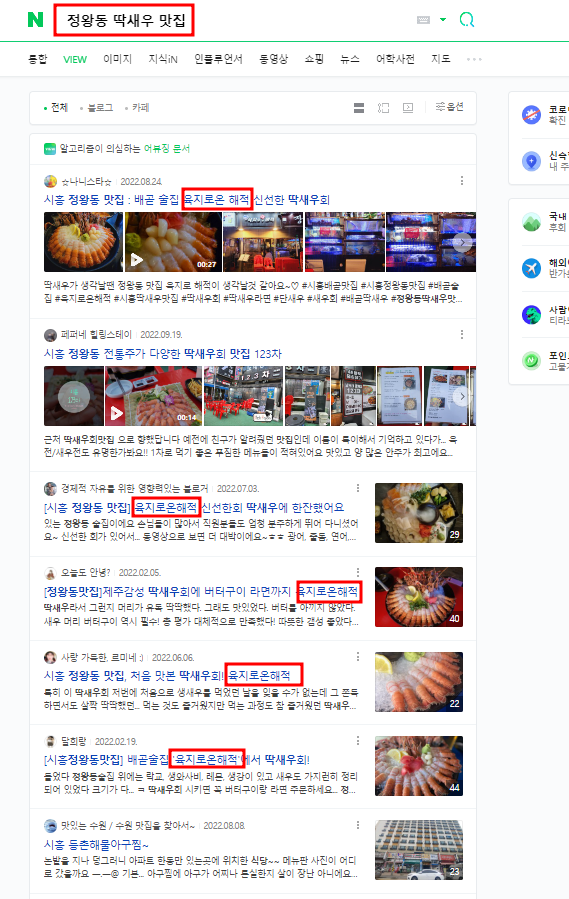 N 정왕동 딱새우 맛집
통합 VIEW 이미지 지식iN 인플루언서 동영상 쇼핑 뉴스 어학사전 지도
전체 블로그 카페 옵션
알고리즘이 의심하는 어뷰징 문서
☆나니스타☆ 2022.08.24.
시흥 정왕동 맛집 : 배곧 술집 육지로온 해적 신선한 딱새우회
00:27
딱새우가 생각날땐 정왕동 맛집 육지로 해적이 생각날것 같아요~♡ #시흥배곧맛집 #시흥정왕동맛집 #배곧술
집 #육지로온해적 #시흥딱새우맛집 #딱새우회 #딱새우라면 #단새우 #새우회 #배곧딱새우 #정왕동딱새우맛...
페퍼네 힐링스테이 2022.09.19.
시흥 정왕동 전통주가 다양한 딱새우회 맛집 123차
00:14
근처 딱새우회맛집 으로 향했답니다 예전에 친구가 알려줬던 맛집인데 이름이 특이해서 기억하고 있다가... 육
전/새우전도 유명한가봐요!! 1차로 먹기 좋은 푸짐한 메뉴들이 적혀있어요 맛있고 양 많은 안주가 최고에요...
경제적 자유를 위한 영향력있는 블로거 2022.07.03.
[시흥 정왕동 맛집] 육지로온해적 신선한회 딱새우에 한잔했어요
있는 정왕동 술집이에요 손님들이 많아서 직원분들도 엄청 분주하게 뛰어 다니셨어
요~ 신선한 회가 있어서... 동영상으로 보면 더 대박이에요~ㅎㅎ 광어, 줄돔, 연어,...
29
오늘도 안녕? 2022.02.05.
[정왕동맛집]제주감성 딱새우회에 버터구이 라면까지 육지로온해적
딱새우라서 그런지 머리가 유독 딱딱했다. 그래도 맛있었다. 버터를 아끼지 않았다.
새우 머리 버터구이 역시 필수! 총 평가 대체적으로 만족했다! 따뜻한 갬성 좋았다...
40
사랑 가득한, 르미네 :) 2022.06.06.
시흥 정왕동 맛집, 처음 맛본 딱새우회! 육지로온해적
특히 이 딱새우회 저번에 처음으로 생새우를 먹었던 날을 잊을 수가 없는데 그 쫀득
하면서도 살짝 딱딱했던... 먹는 것도 즐거웠지만 먹는 과정도 참 즐거웠던 딱새우...
22
달희랑 2022.02.19.
[시흥정왕동맛집] 배곧술집 '육지로온해적'에서 딱새우회!
들었다 정왕동술집 위에는 락교, 생와사비, 레몬, 생강이 있고 새우도 가지런히 정리
되어 있었다 크기가 다... ㅋ 딱새우회 시키면 꼭 버터구이랑 라면 주문하세요... 정...
44
맛있는 수원 / 수원 맛집을 찾아서~ 2022.08.08.
시흥 동촌해물아구찜~
논밭을 지나 덩그러니 아파트 한동만 있는곳에 위치한 식당~~ 메뉴판 사진이 어디
로 갔을까요 ㅡ.ㅡ@ 기본... 아구찜에 아구가 어찌나 튼실한지 살이 장난 아니에요...
23
확진
신속
내 주
국내
후회
해외
반가운
사람
티라
포인
고물